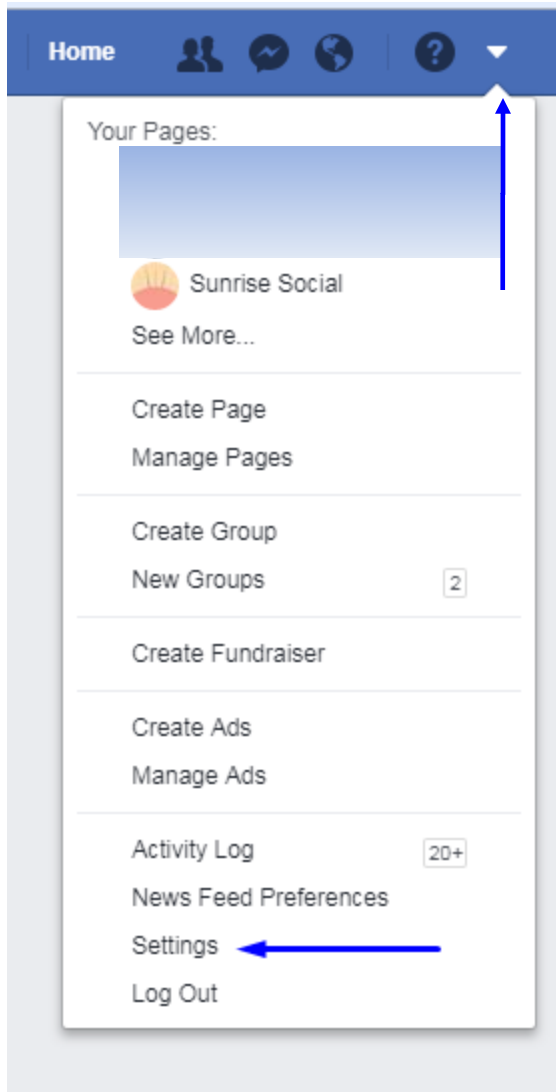 Home
Your Pages:
Sunrise Social
See More...
Create Page
Manage Pages
Create Group
New Groups 2
Create Fundraiser
Create Ads
Manage Ads
Activity Log 20+
News Feed Preferences
Settings
Log Out